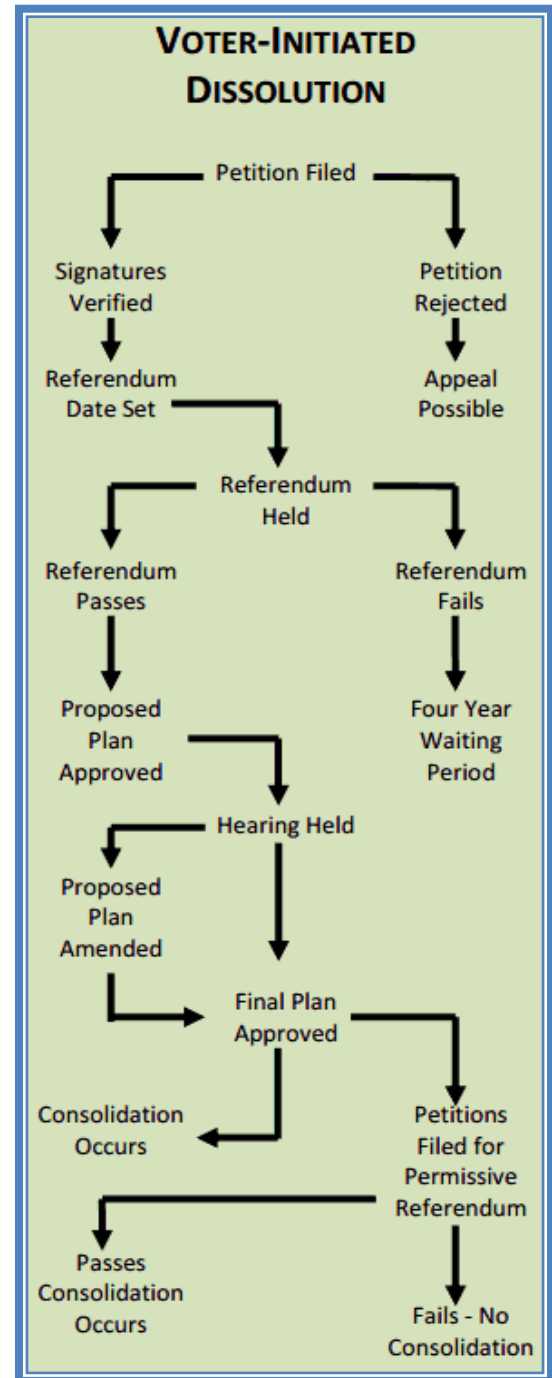 VOTER-INITIATED
DISSOLUTION
Petition Filed
Signatures
Verified
Petition
Rejected
Referendum
Date Set
Appeal
Possible
Referendum
Held
Referendum
Passes
Referendum
Fails
Proposed
Plan
Approved
Four Year
Waiting
Period
Hearing Held
Proposed
Plan
Amended
Final Plan
Approved
Consolidation
Occurs
Petitions
Filed for
Permissive
Referendum
Passes
Consolidation
Occurs
Fails - No
Consolidation